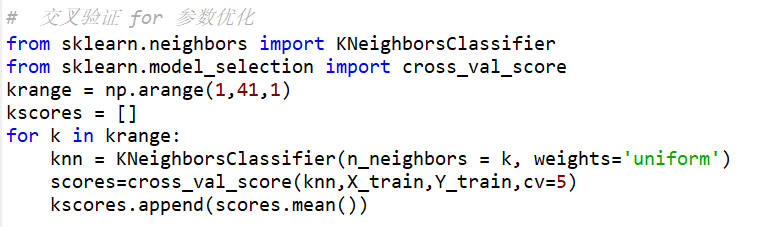 #  交叉验证 for 参数优化
from sklearn.neighbors import KNeighborsClassifier
from sklearn.model_selection import cross_val_score
krange = np.arange(1,41,1)
kscores = []
for k in krange:
    knn = KNeighborsClassifier(n_neighbors = k, weights='uniform')
    scores=cross_val_score(knn,X_train,Y_train,cv=5)
    kscores.append(scores.mean())